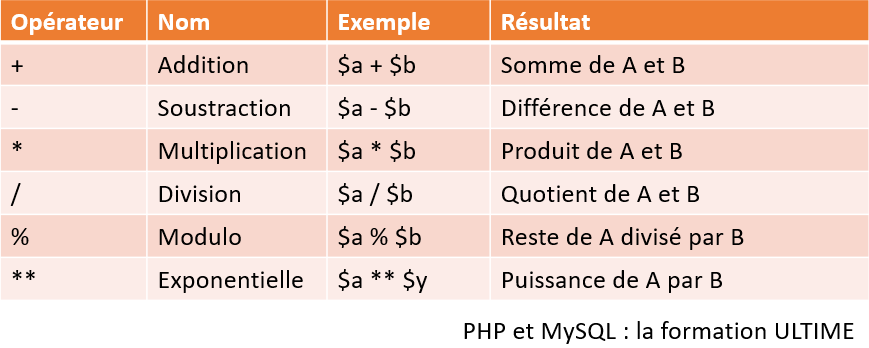 Opérateur Nom Exemple Résultat
+ Addition $a + $b Somme de A et B
- Soustraction $a - $b Différence de A et B
* Multiplication $a * $b Produit de A et B
/ Division $a / $b Quotient de A et B
% Modulo $a % $b Reste de A divisé par B
** Exponentielle $a ** $y Puissance de A par B
PHP et MySQL : la formation ULTIME